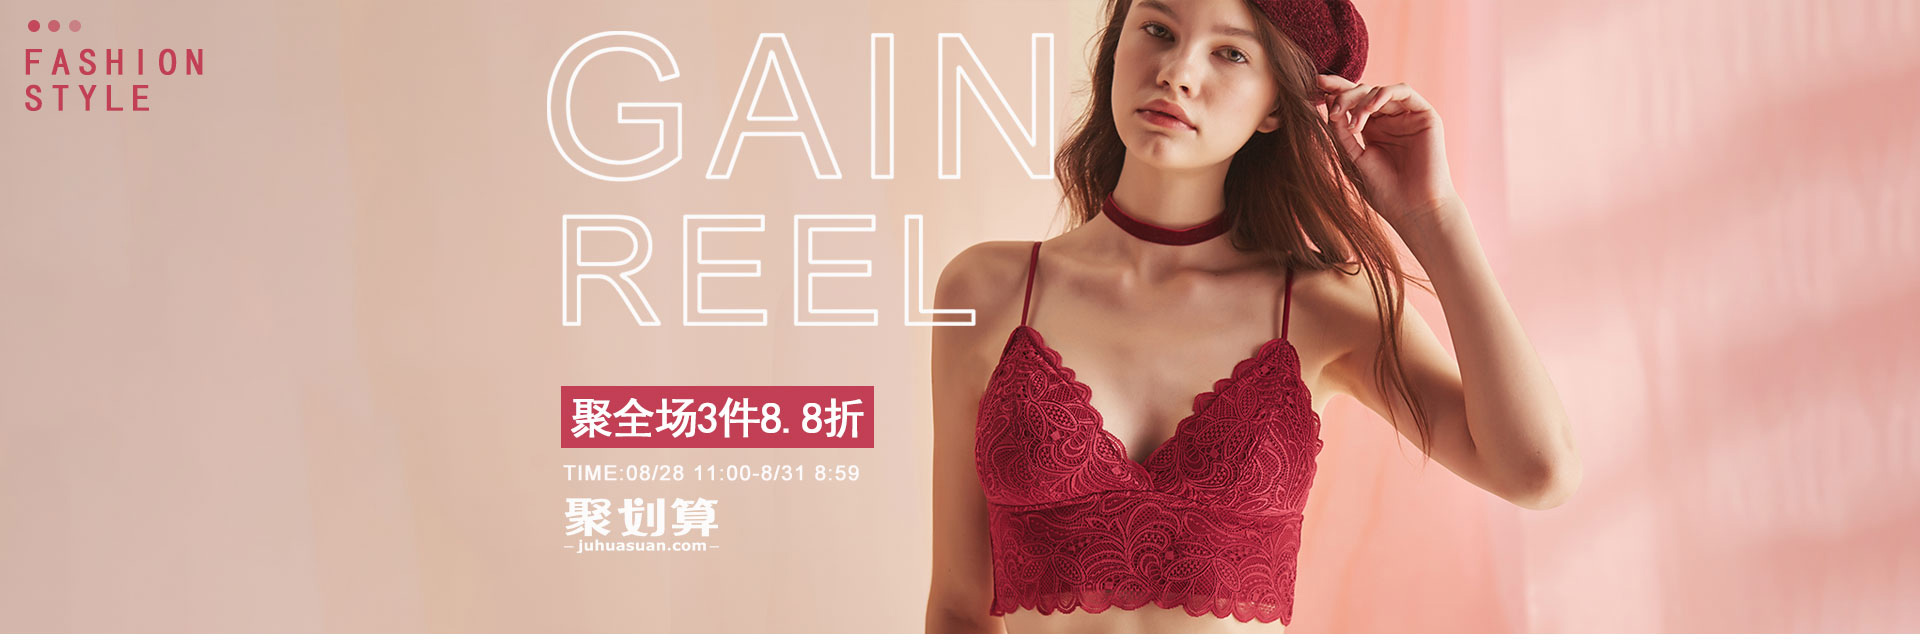 FASHION
STYLE
GAIN
REEL
聚全场3件8.8折
TIME:08/28 11:00-8/31 8:59
聚划算
juhuasuan.com